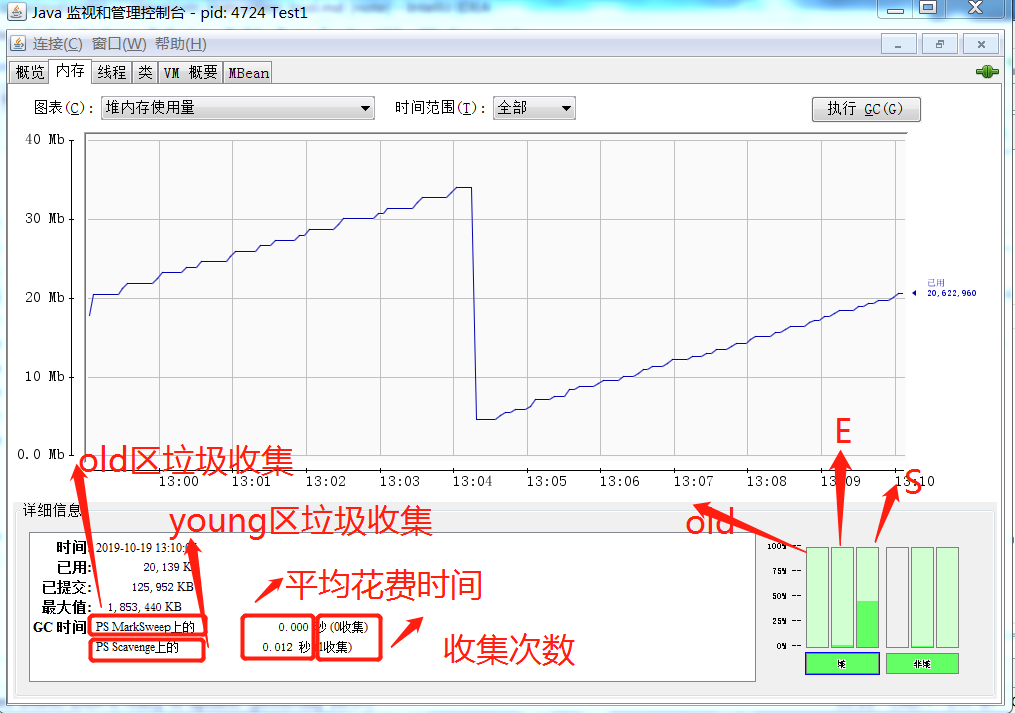 Java 监视和管理控制台 - pid: 4724 Test1
连接(C) 窗口(W) 帮助(H)
概览 内存 线程 类 VM 概要 MBean
图表(C): 堆内存使用量 时间范围(T): 全部 执行 GC(G)
40 Mb
30 Mb
已用
20,622,960
20 Mb
10 Mb
0.0 Mb
13:00 13:01 13:02 13:03 13:04 13:05 13:06 13:07 13:08 13:09 13:10
E
S
old
old区垃圾收集
young区垃圾收集
平均花费时间
收集次数
详细信息
时间: 2019-10-19 13:10:
已用: 20,139 K
已提交: 125,952 KB
最大值: 1,853,440 KB
GC 时间: PS MarkSweep上的 0.000 秒 (0收集)
PS Scavenge上的 0.012 秒 (1收集)
100% --
75% --
50% --
25% --
0% --
堆 非堆